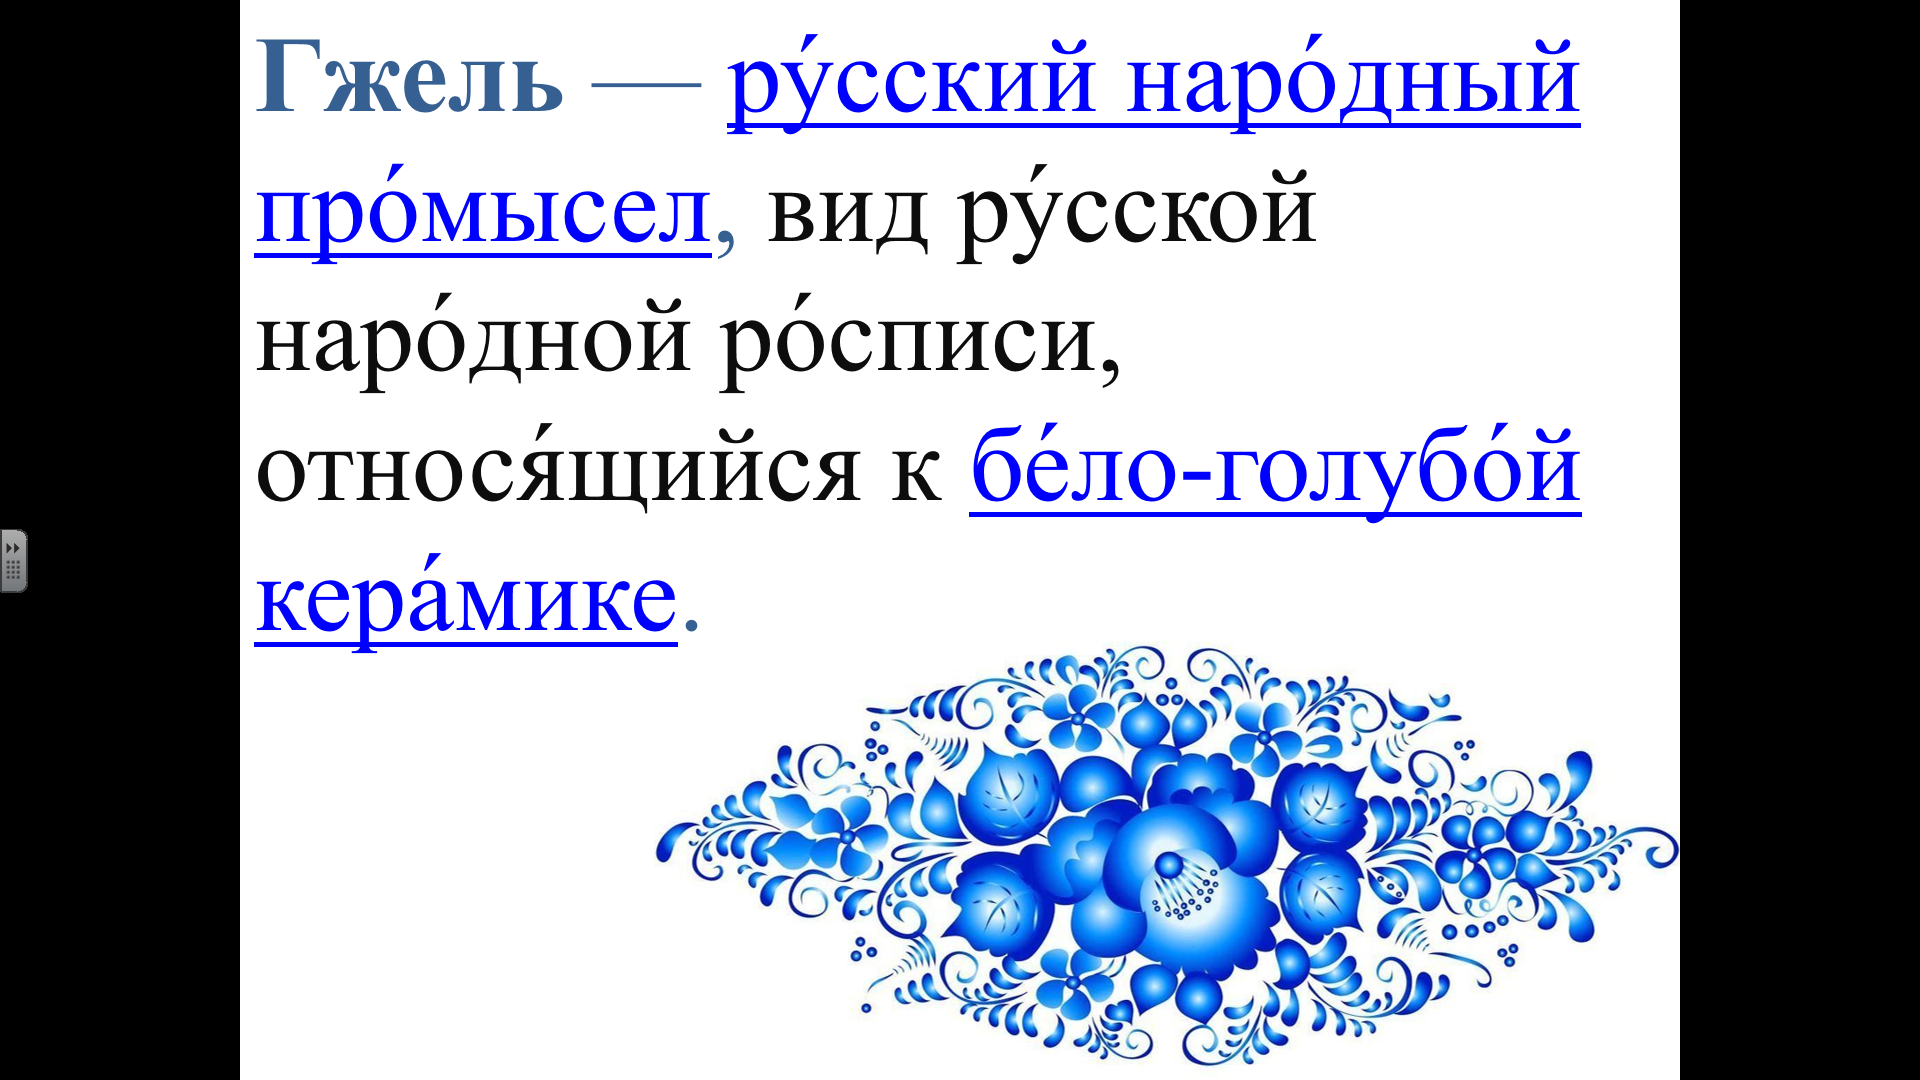 Гжель — ру́сский наро́дный
про́мысел, вид ру́сской
наро́дной ро́списи,
относя́щийся к бе́ло-голубо́й
кера́мике.